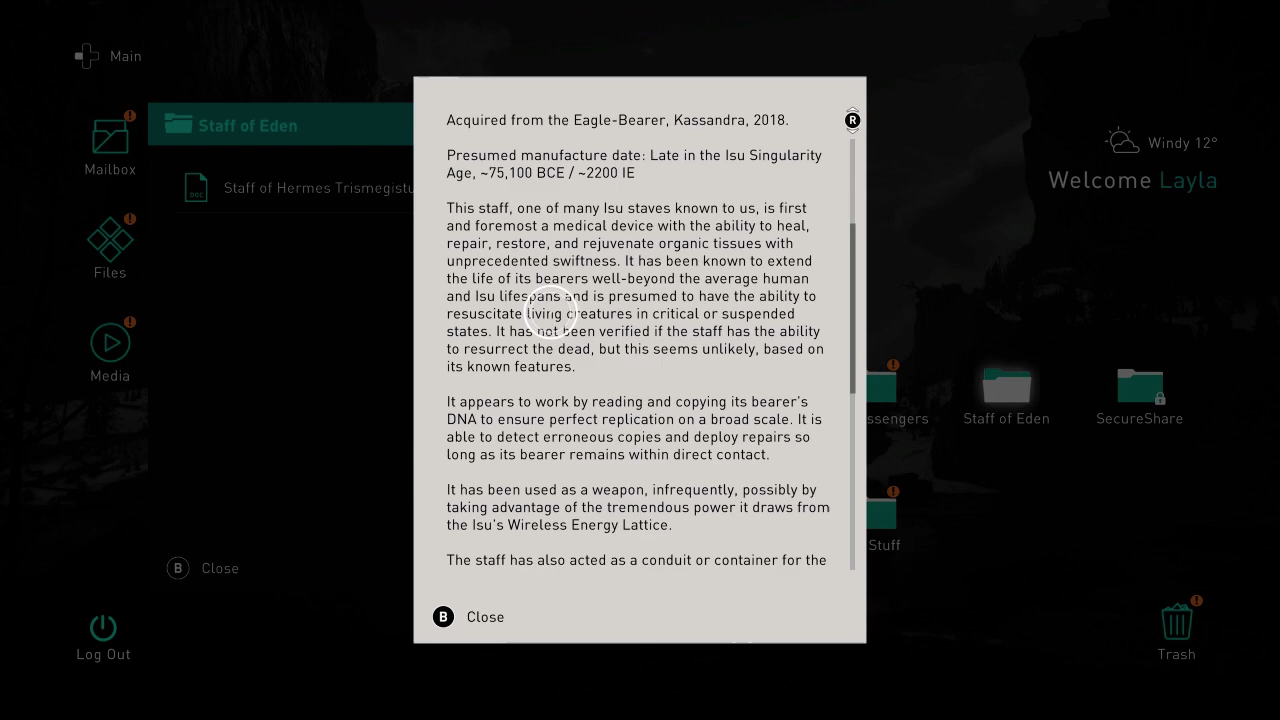 Main
Mailbox
Files
Media
Log Out
Staff of Eden
DOC
Staff of Hermes Trismegistu
B Close
Acquired from the Eagle-Bearer, Kassandra, 2018.
R
Presumed manufacture date: Late in the Isu Singularity
Age, ~75,100 BCE / ~2200 IE
This staff, one of many Isu staves known to us, is first
and foremost a medical device with the ability to heal,
repair, restore, and rejuvenate organic tissues with
unprecedented swiftness. It has been known to extend
the life of its bearers well-beyond the average human
and Isu lifespans and is presumed to have the ability to
resuscitate living creatures in critical or suspended
states. It has not been verified if the staff has the ability
to resurrect the dead, but this seems unlikely, based on
its known features.
It appears to work by reading and copying its bearer's
DNA to ensure perfect replication on a broad scale. It is
able to detect erroneous copies and deploy repairs so
long as its bearer remains within direct contact.
It has been used as a weapon, infrequently, possibly by
taking advantage of the tremendous power it draws from
the Isu's Wireless Energy Lattice.
The staff has also acted as a conduit or container for the
B Close
Windy 12°
Welcome Layla
ssengers
Staff of Eden
SecureShare
Stuff
Trash